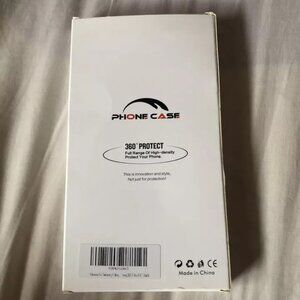 PHONE CASE
360° PROTECT
Full Range Of High-density
Protect Your Phone.
This is innovation and style,
Not just for protection!
CE
Made in China